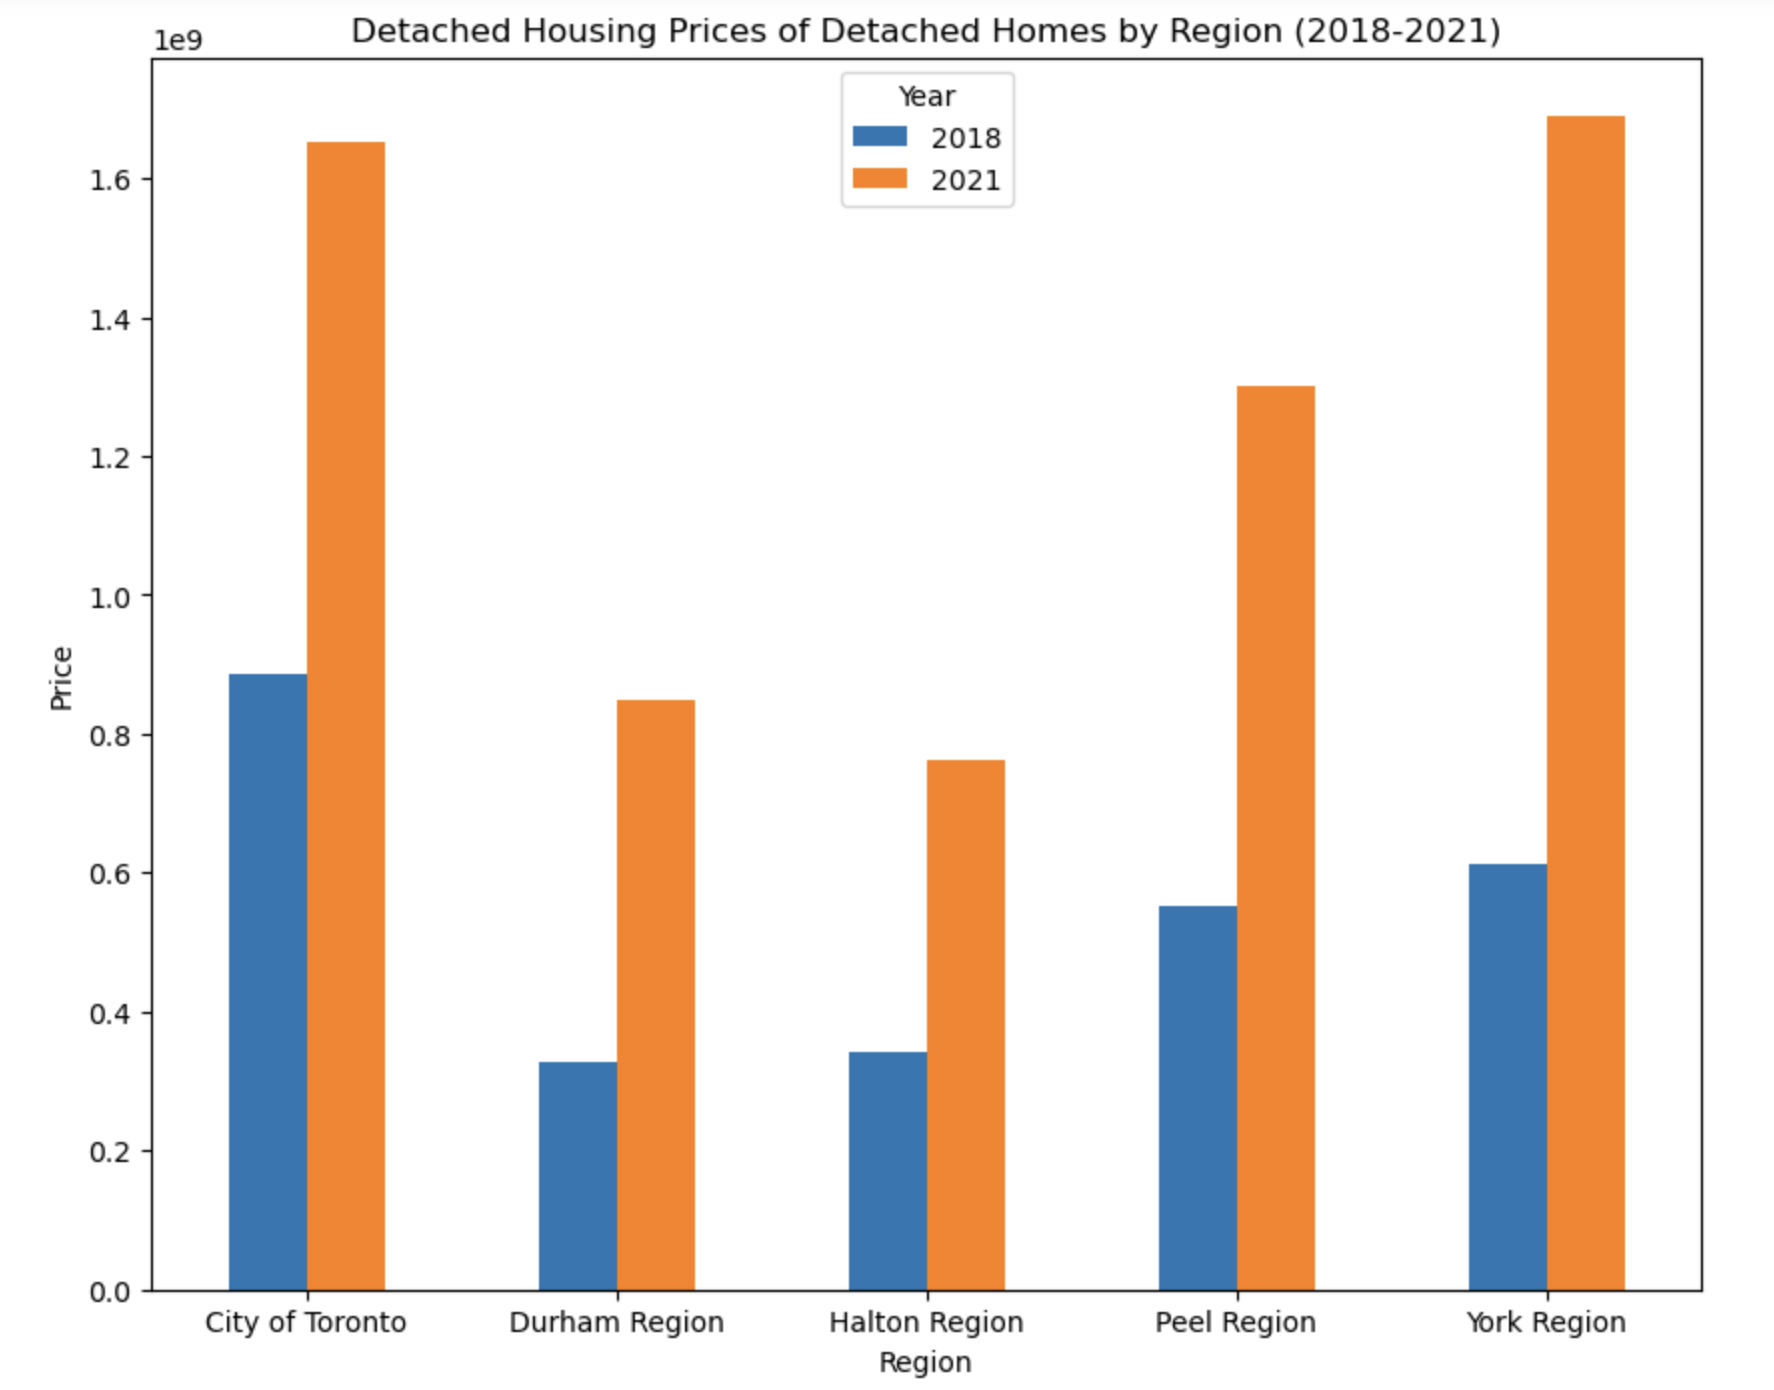 Detached Housing Prices of Detached Homes by Region (2018-2021)
1e9
Year
2018
2021
1.6
1.4
1.2
1.0
0.8
0.6
0.4
0.2
0.0
Price
City of Toronto Durham Region Halton Region Peel Region York Region
Region